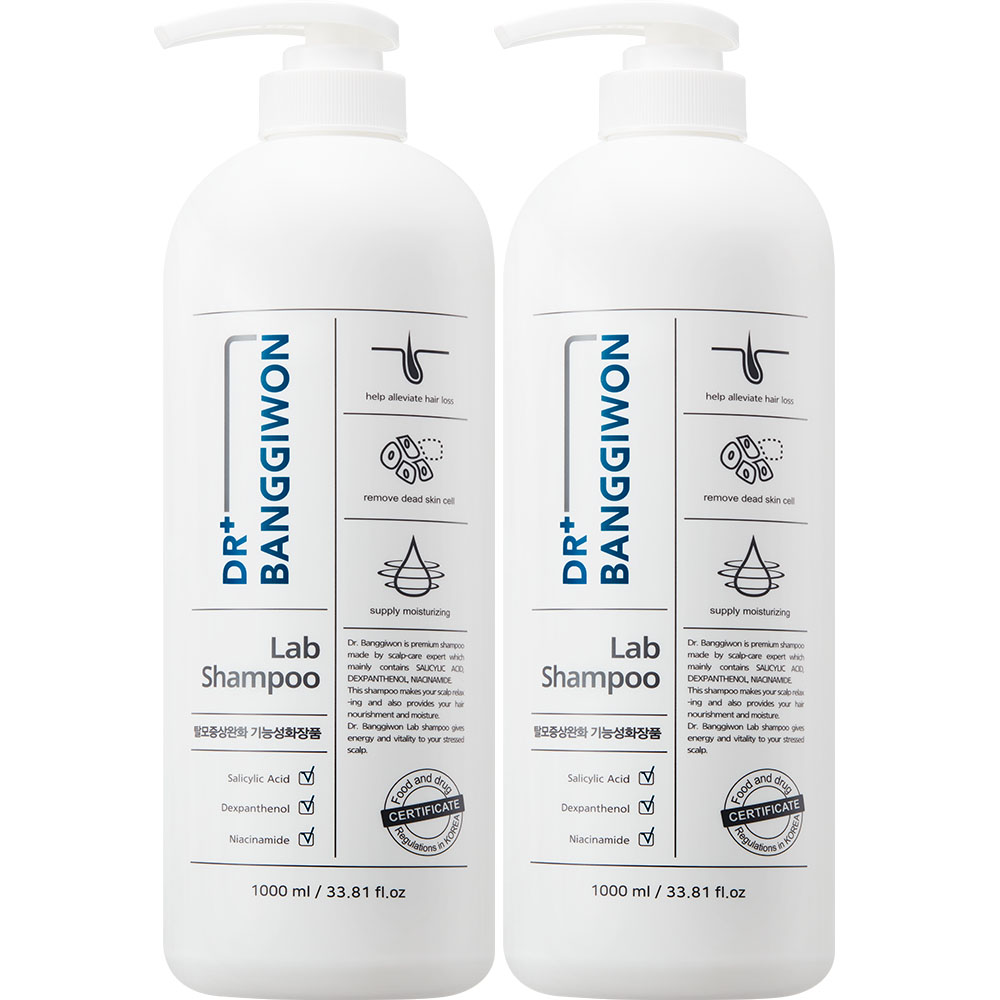 DR+
BANGGIWON
Lab
Shampoo
탈모증상완화 기능성화장품
Salicylic Acid
Dexpanthenol
Niacinamide
help alleviate hair loss
remove dead skin cell
supply moisturizing
Dr. Banggiwon is premium shampoo
made by scalp-care expert which
mainly contains SALICYLIC ACID,
DEXPANTHENOL, NIACINAMIDE.
This shampoo makes your scalp relax
-ing and also provides your hair
nourishment and moisture.
Dr. Banggiwon Lab shampoo gives
energy and vitality to your stressed
scalp.
Food and drug
CERTIFICATE
Regulations in KOREA
1000 ml / 33.81 fl.oz
DR+
BANGGIWON
Lab
Shampoo
탈모증상완화 기능성화장품
Salicylic Acid
Dexpanthenol
Niacinamide
help alleviate hair loss
remove dead skin cell
supply moisturizing
Dr. Banggiwon is premium shampoo
made by scalp-care expert which
mainly contains SALICYLIC ACID,
DEXPANTHENOL, NIACINAMIDE.
This shampoo makes your scalp relax
-ing and also provides your hair
nourishment and moisture.
Dr. Banggiwon Lab shampoo gives
energy and vitality to your stressed
scalp.
Food and drug
CERTIFICATE
Regulations in KOREA
1000 ml / 33.81 fl.oz